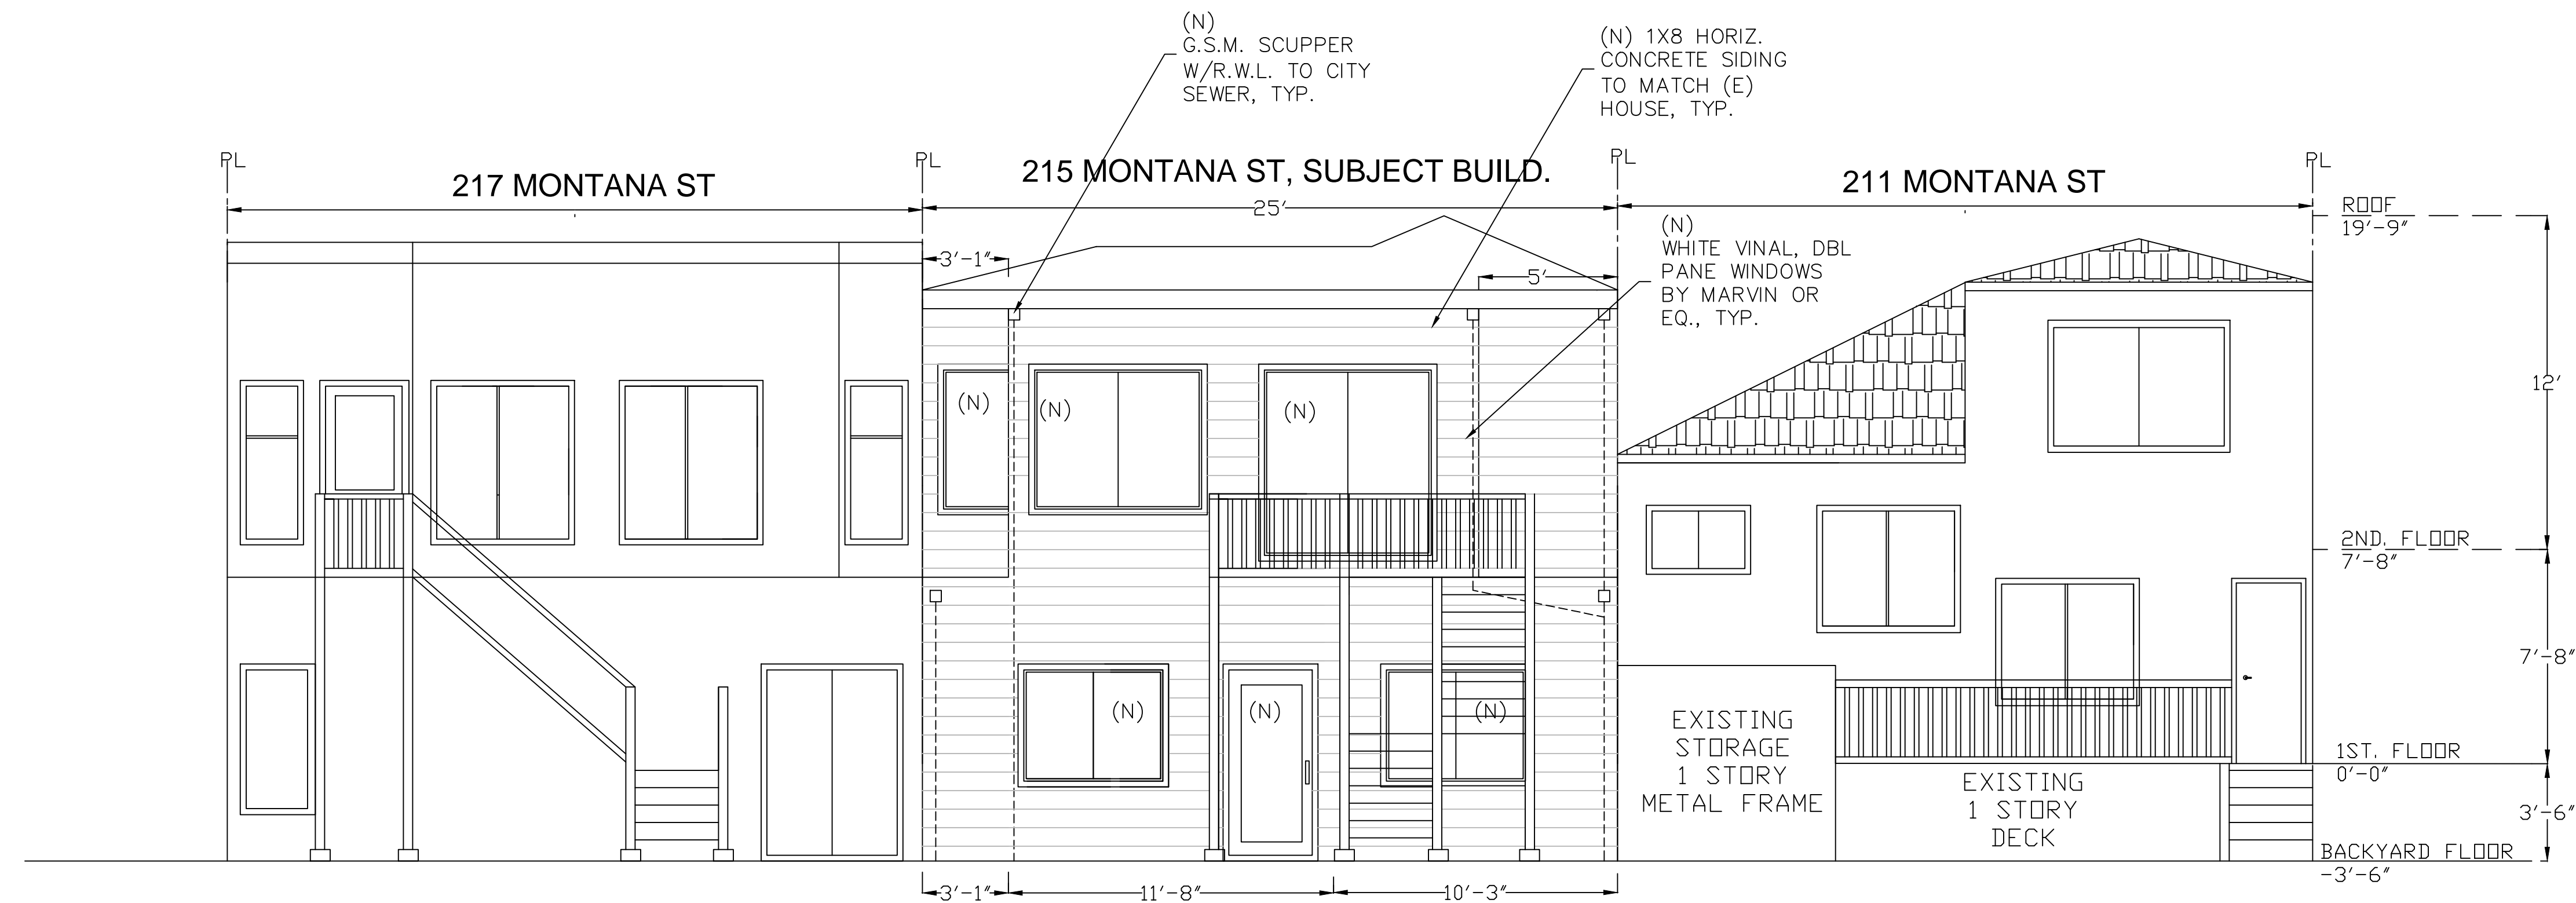 (N)
G.S.M. SCUPPER
W/R.W.L. TO CITY
SEWER, TYP.
(N) 1X8 HORIZ.
CONCRETE SIDING
TO MATCH (E)
HOUSE, TYP.
PL
PL
PL
PL
217 MONTANA ST
215 MONTANA ST, SUBJECT BUILD.
211 MONTANA ST
25'
3'-1"
5'
(N)
WHITE VINAL, DBL
PANE WINDOWS
BY MARVIN OR
EQ., TYP.
ROOF
19'-9"
12'
(N)
(N)
(N)
2ND. FLOOR
7'-8"
7'-8"
(N)
(N)
(N)
EXISTING
STORAGE
1 STORY
METAL FRAME
EXISTING
1 STORY
DECK
1ST. FLOOR
0'-0"
3'-6"
BACKYARD FLOOR
-3'-6"
3'-1"
11'-8"
10'-3"